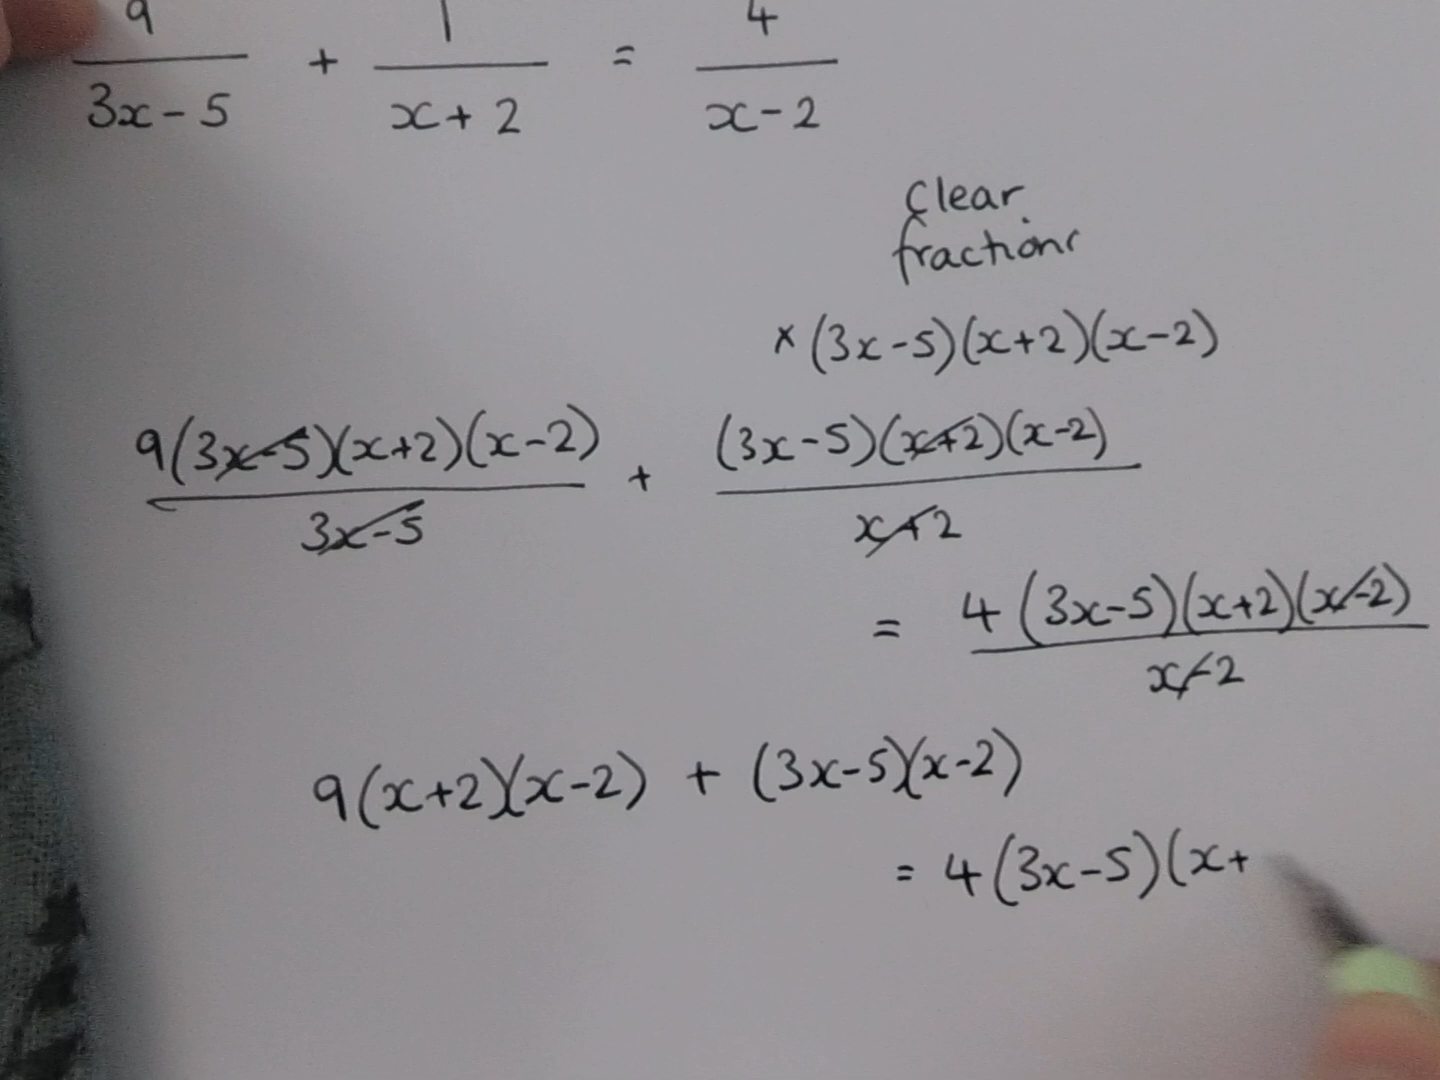 9/(3x-5) + 1/(x+2) = 4/(x-2)
Clear
fractions
× (3x-5)(x+2)(x-2)
9(3x-5)(x+2)(x-2)/(3x-5) + (3x-5)(x+2)(x-2)/(x+2)
= 4(3x-5)(x+2)(x-2)/(x-2)
9(x+2)(x-2) + (3x-5)(x-2)
= 4(3x-5)(x+